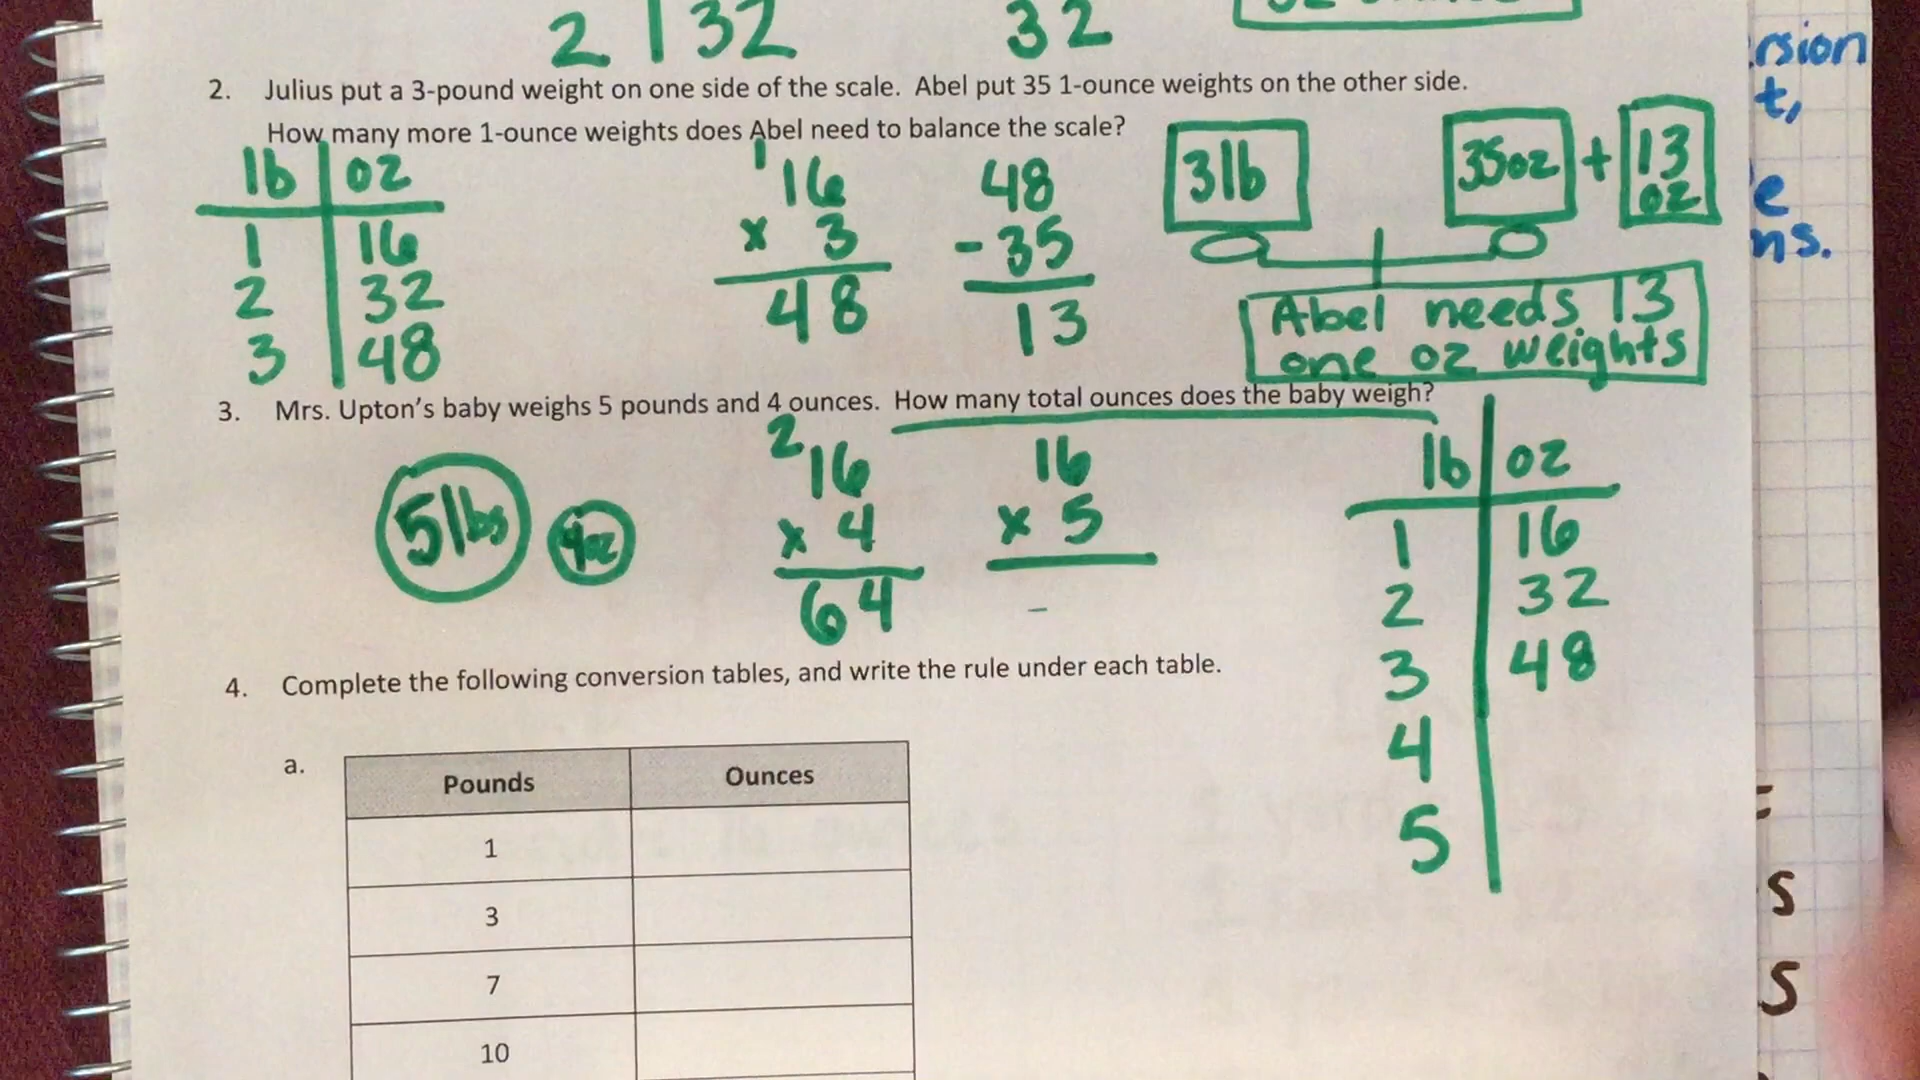 2 | 32
32
2. Julius put a 3-pound weight on one side of the scale. Abel put 35 1-ounce weights on the other side.
How many more 1-ounce weights does Abel need to balance the scale?
lb | oz
1 | 16
2 | 32
3 | 48
1
16
x 3
48
48
-35
13
3lb
35oz + 13 oz
Abel needs 13
one oz weights
3. Mrs. Upton's baby weighs 5 pounds and 4 ounces. How many total ounces does the baby weigh?
5lbs
4oz
2
16
x 4
64
16
x 5
lb | oz
1 | 16
2 | 32
3 | 48
4
5
4. Complete the following conversion tables, and write the rule under each table.
a.
Pounds Ounces
1
3
7
10
rsion
t,
e
ns.
=
s
s